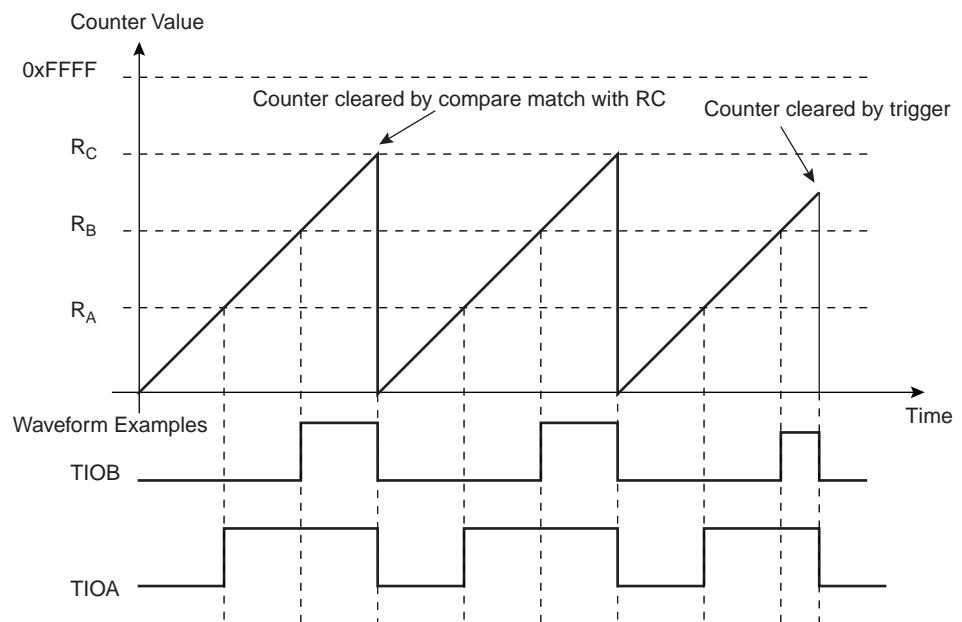 Counter Value
0xFFFF
Counter cleared by compare match with RC
Counter cleared by trigger
RC
RB
RA
Time
Waveform Examples
TIOB
TIOA